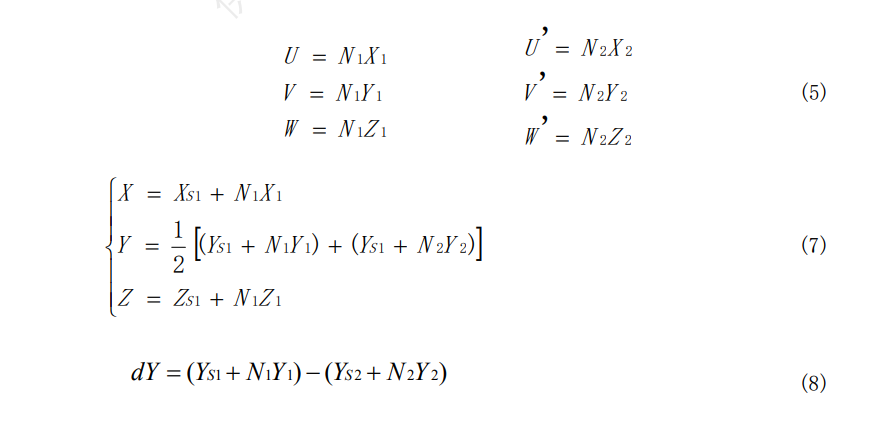 U = N1X1 U’= N2X2
V = N1Y1 V’= N2Y2 (5)
W = N1Z1 W’= N2Z2
X = XS1 + N1X1
Y = 1/2 [(YS1 + N1Y1) + (YS1 + N2Y2)] (7)
Z = ZS1 + N1Z1
dY = (YS1 + N1Y1) − (YS2 + N2Y2) (8)